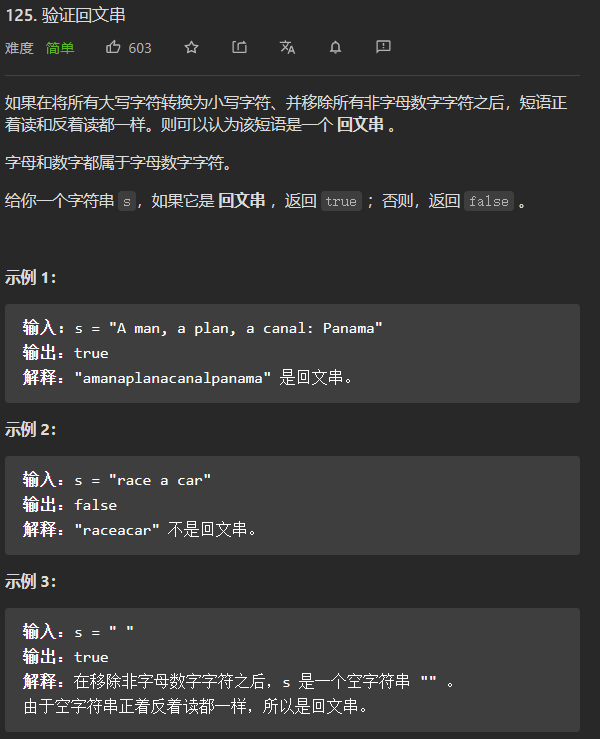 125. 验证回文串
难度 简单 603
如果在将所有大写字符转换为小写字符、并移除所有非字母数字字符之后，短语正
着读和反着读都一样。则可以认为该短语是一个 回文串 。
字母和数字都属于字母数字字符。
给你一个字符串 s，如果它是 回文串 ，返回 true ；否则，返回 false 。
示例 1：
输入：s = "A man, a plan, a canal: Panama"
输出：true
解释："amanaplanacanalpanama" 是回文串。
示例 2：
输入：s = "race a car"
输出：false
解释："raceacar" 不是回文串。
示例 3：
输入：s = " "
输出：true
解释：在移除非字母数字字符之后，s 是一个空字符串 "" 。
由于空字符串正着反着读都一样，所以是回文串。